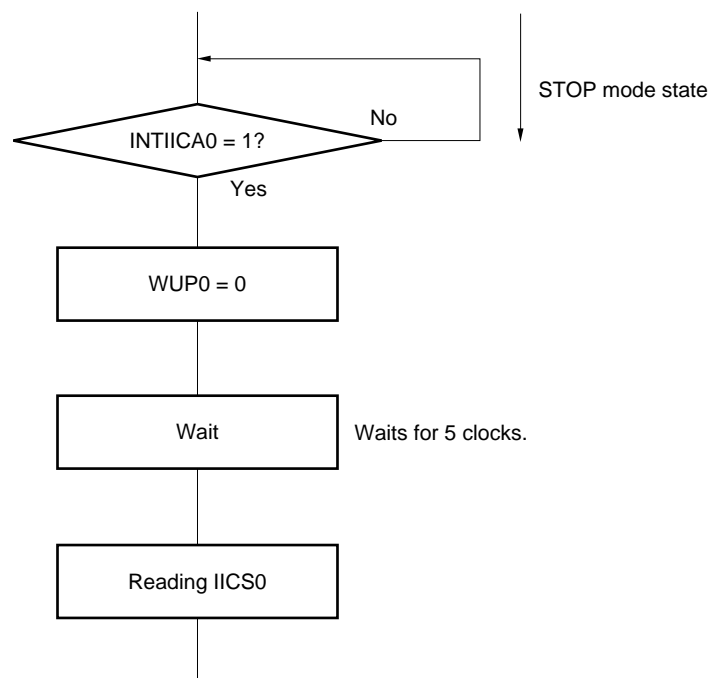 STOP mode state
No
INTIICA0 = 1?
Yes
WUP0 = 0
Wait
Waits for 5 clocks.
Reading IICS0